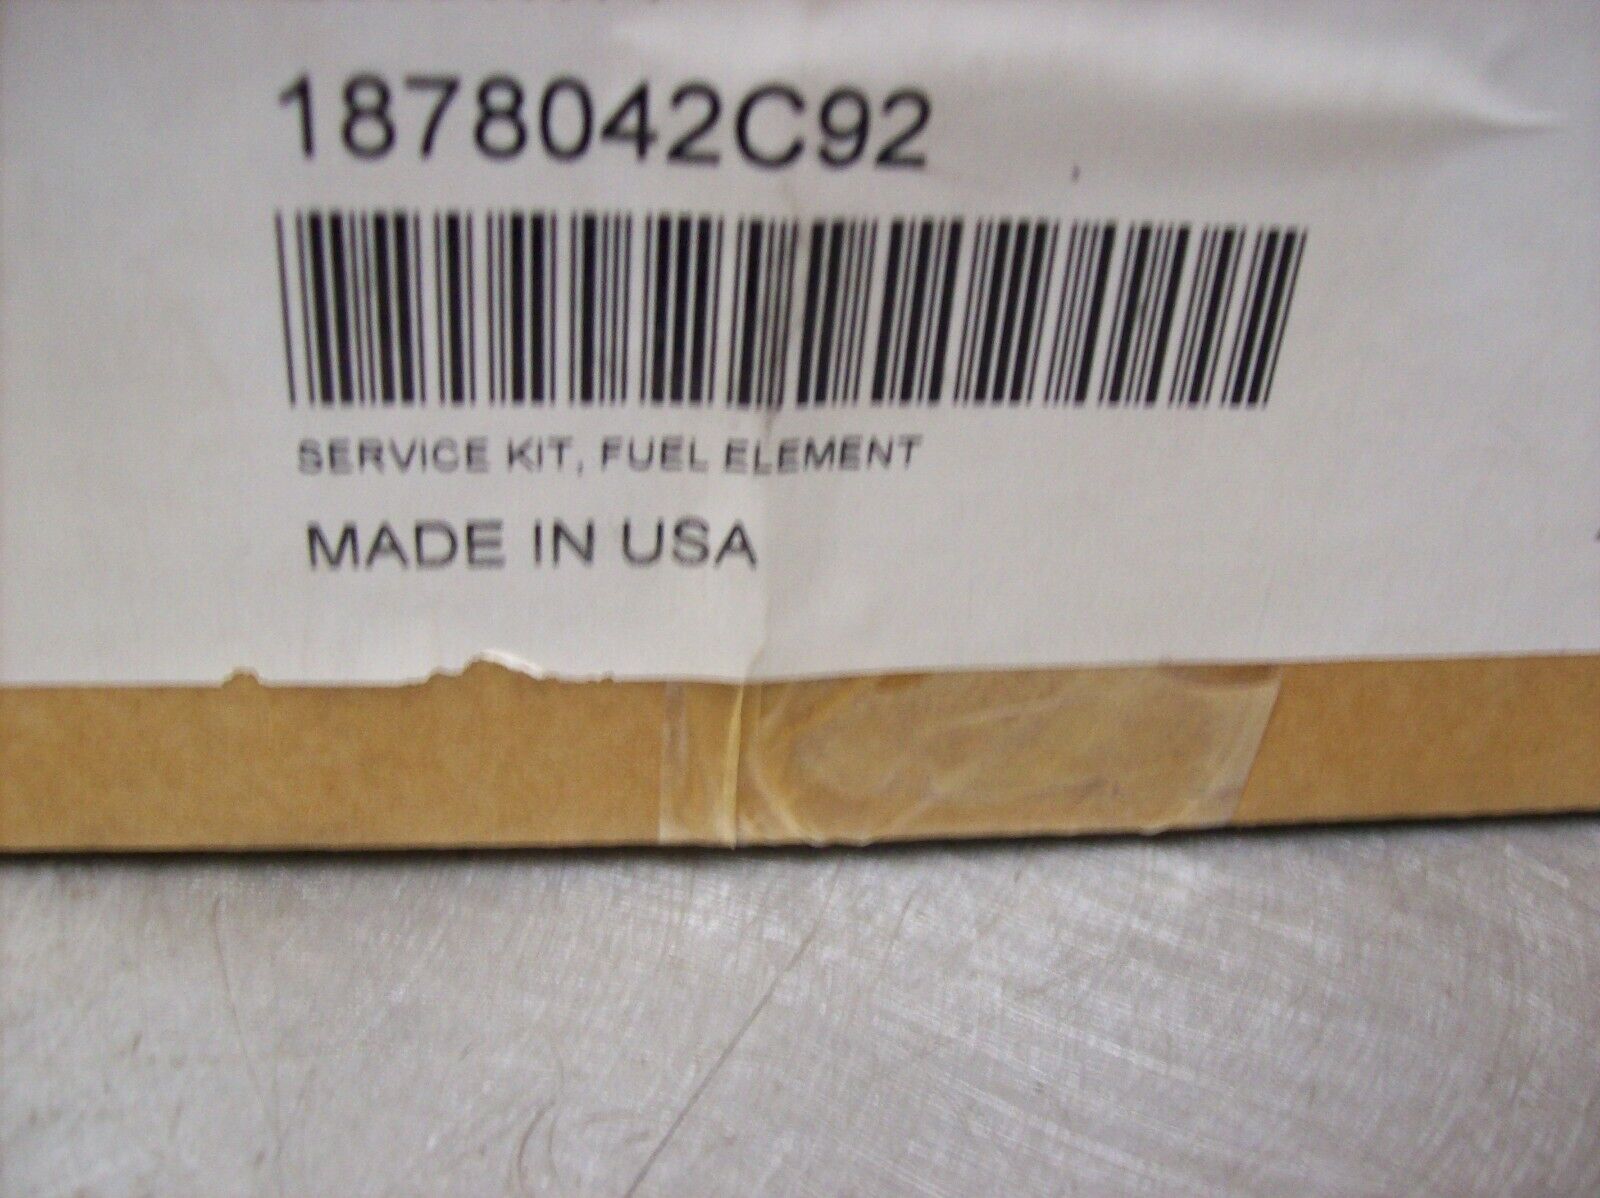 1878042C92
SERVICE KIT, FUEL ELEMENT
MADE IN USA